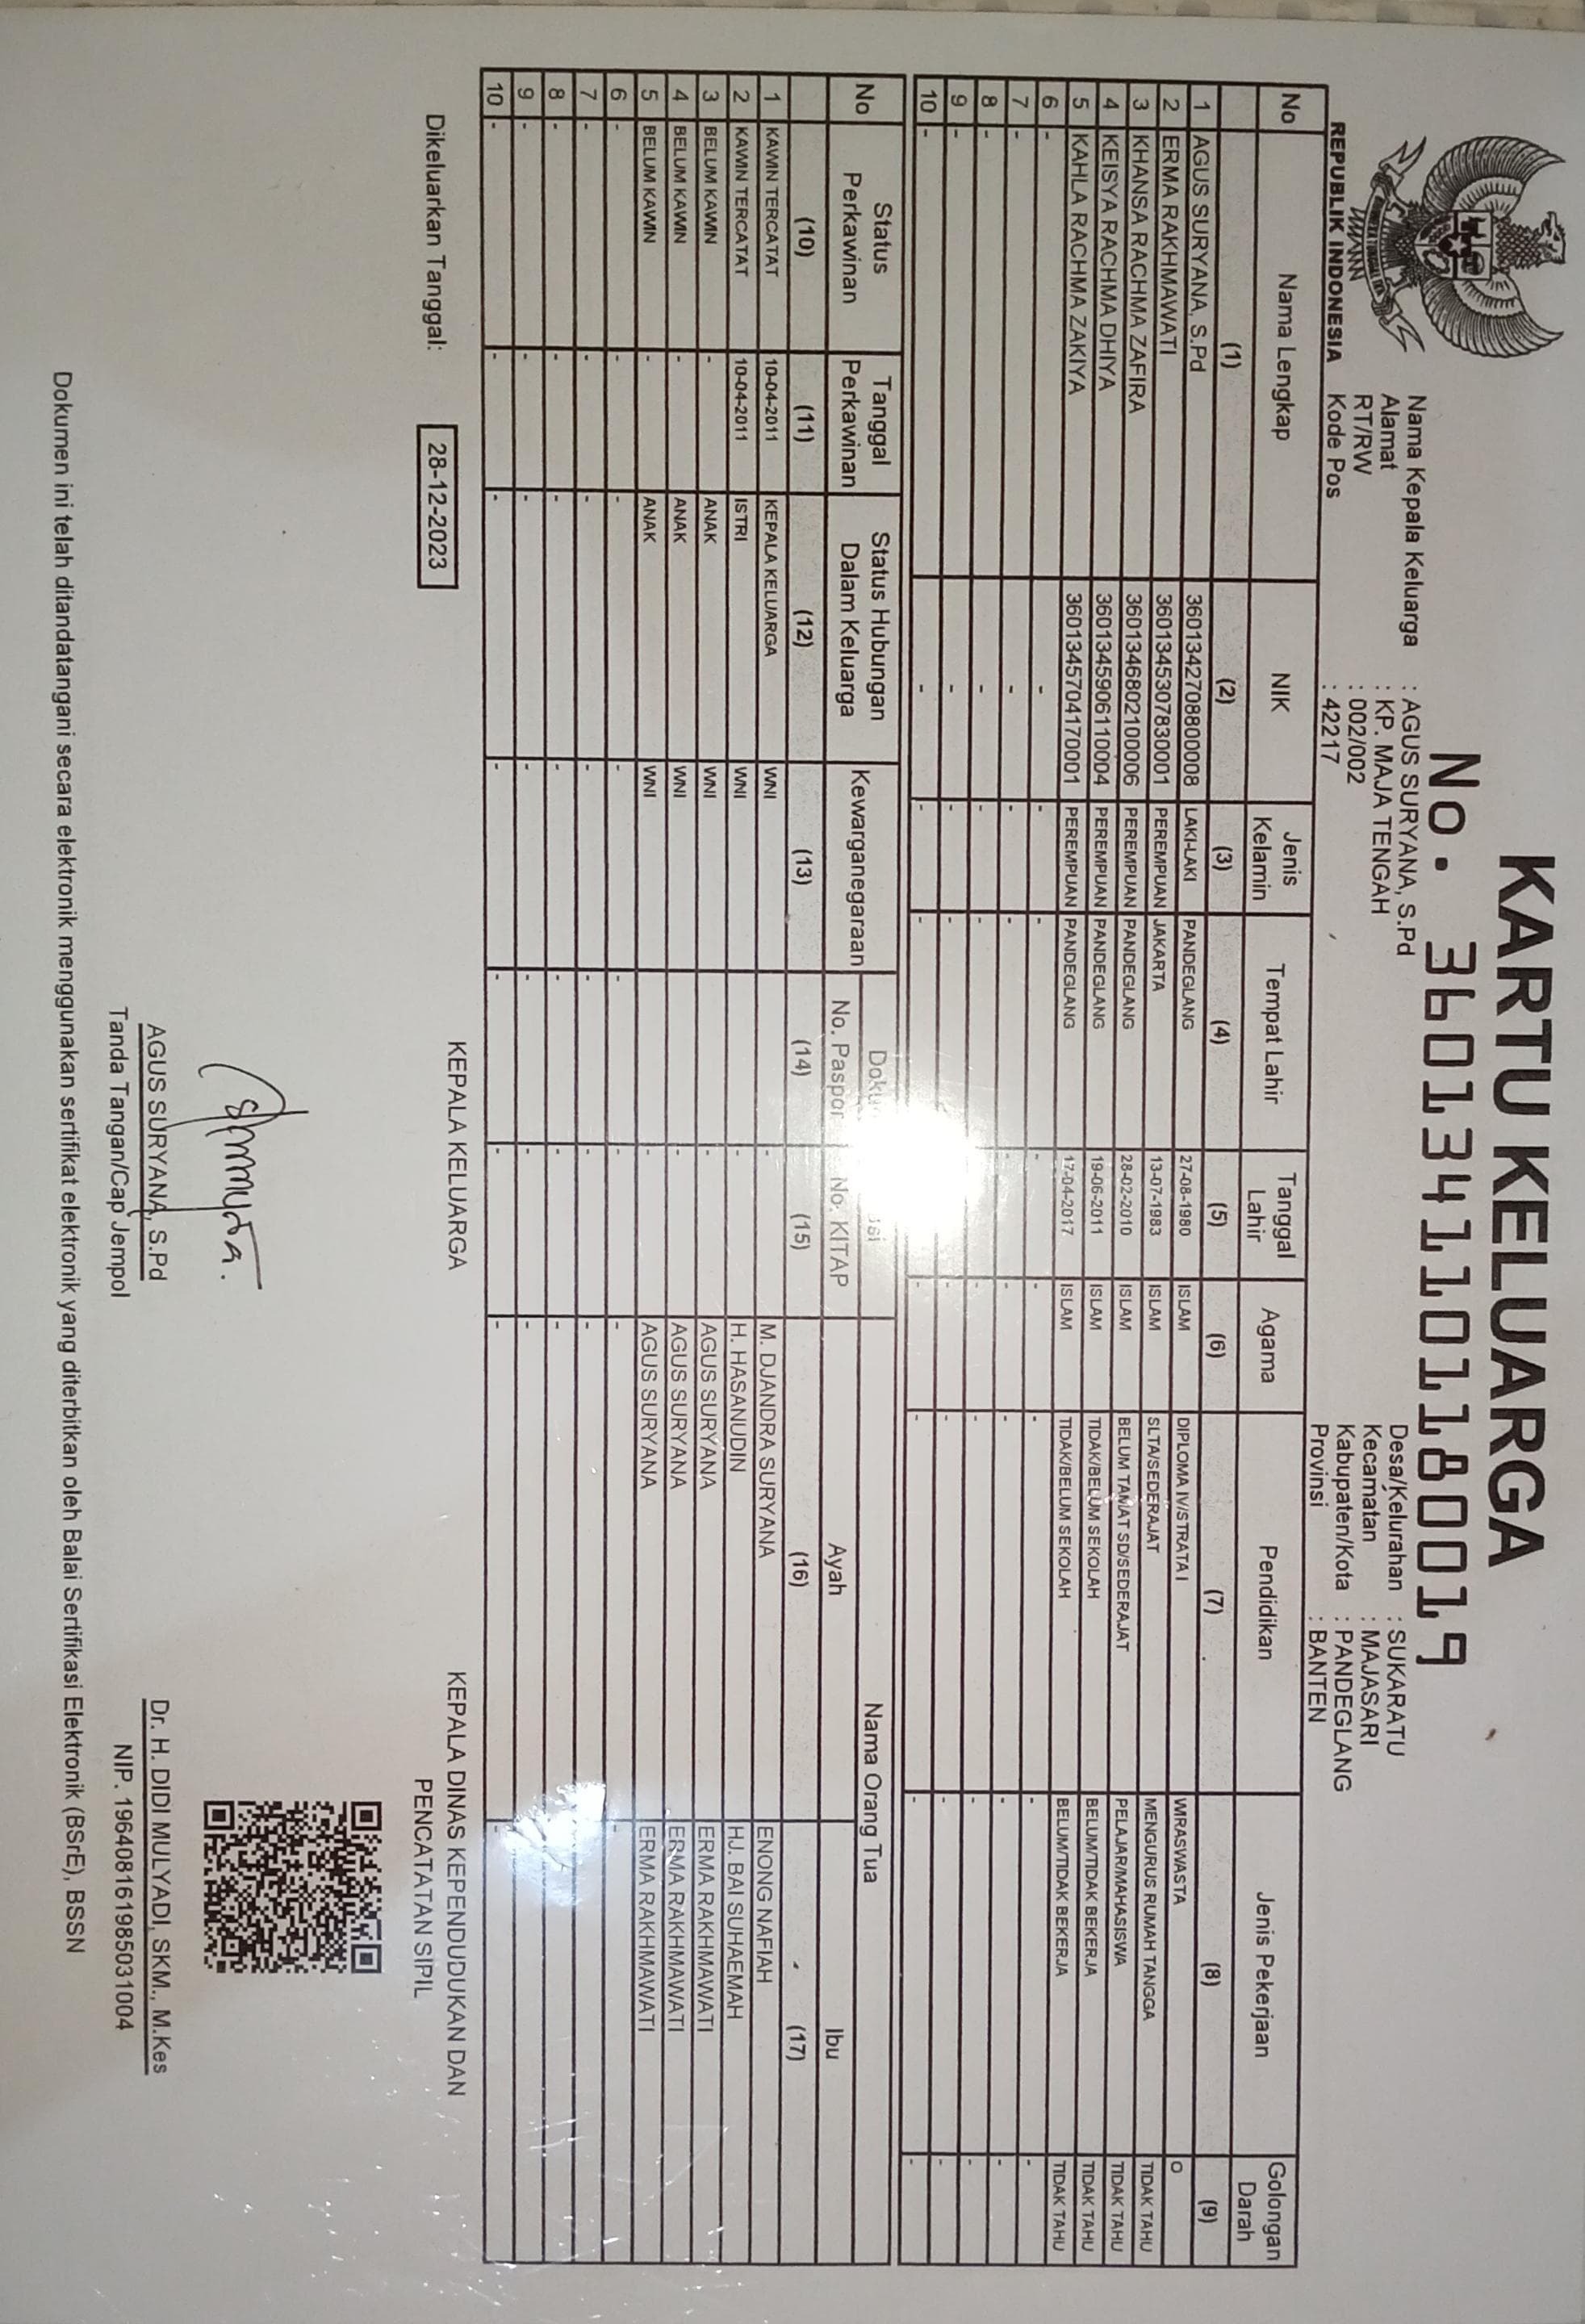 KARTU KELUARGA
No. 3601341101180019
REPUBLIK INDONESIA
Nama Kepala Keluarga : AGUS SURYANA, S.Pd
Alamat : KP. MAJA TENGAH
RT/RW : 002/002
Kode Pos : 42217
Desa/Kelurahan : SUKARATU
Kecamatan : MAJASARI
Kabupaten/Kota : PANDEGLANG
Provinsi : BANTEN
No Nama Lengkap NIK Jenis Kelamin Tempat Lahir Tanggal Lahir Agama Pendidikan Jenis Pekerjaan Golongan Darah
(1) (2) (3) (4) (5) (6) (7) (8) (9)
1 AGUS SURYANA, S.Pd 3601342708800008 LAKI-LAKI PANDEGLANG 27-08-1980 ISLAM DIPLOMA IV/STRATA I WIRASWASTA O
2 ERMA RAKHMAWATI 3601345307830001 PEREMPUAN JAKARTA 13-07-1983 ISLAM SLTA/SEDERAJAT MENGURUS RUMAH TANGGA TIDAK TAHU
3 KHANSA RACHMA ZAFIRA 3601346802100006 PEREMPUAN PANDEGLANG 28-02-2010 ISLAM BELUM TAMAT SD/SEDERAJAT PELAJAR/MAHASISWA TIDAK TAHU
4 KEISYA RACHMA DHIYA 3601345906110004 PEREMPUAN PANDEGLANG 19-06-2011 ISLAM TIDAK/BELUM SEKOLAH BELUM/TIDAK BEKERJA TIDAK TAHU
5 KAHLA RACHMA ZAKIYA 3601345704170001 PEREMPUAN PANDEGLANG 17-04-2017 ISLAM TIDAK/BELUM SEKOLAH BELUM/TIDAK BEKERJA TIDAK TAHU
6 - - - - - - - - -
7 - - - - - - - - -
8 - - - - - - - -
9 - - - - - - - -
10 - - - - - - - -
No Status Perkawinan Tanggal Perkawinan Status Hubungan Dalam Keluarga Kewarganegaraan No. Paspor No. KITAP Nama Orang Tua Ayah Ibu
(10) (11) (12) (13) (14) (15) (16) (17)
1 KAWIN TERCATAT 10-04-2011 KEPALA KELUARGA WNI - M. DJANDRA SURYANA ENONG NAFIAH
2 KAWIN TERCATAT 10-04-2011 ISTRI WNI - H. HASANUDIN HJ. BAI SUHAEMAH
3 BELUM KAWIN - ANAK WNI - AGUS SURYANA ERMA RAKHMAWATI
4 BELUM KAWIN - ANAK WNI - AGUS SURYANA ERMA RAKHMAWATI
5 BELUM KAWIN - ANAK WNI - AGUS SURYANA ERMA RAKHMAWATI
6 - - - - - - - -
7 - - - - - - -
8 - - - - - - -
9 - - - - - - -
10 - - - - - - - -
Dikeluarkan Tanggal: 28-12-2023
KEPALA KELUARGA
AGUS SURYANA, S.Pd
Tanda Tangan/Cap Jempol
KEPALA DINAS KEPENDUDUKAN DAN
PENCATATAN SIPIL
Dr. H. DIDI MULYADI, SKM., M.Kes
NIP. 196408161985031004
Dokumen ini telah ditandatangani secara elektronik menggunakan sertifikat elektronik yang diterbitkan oleh Balai Sertifikasi Elektronik (BSrE), BSSN